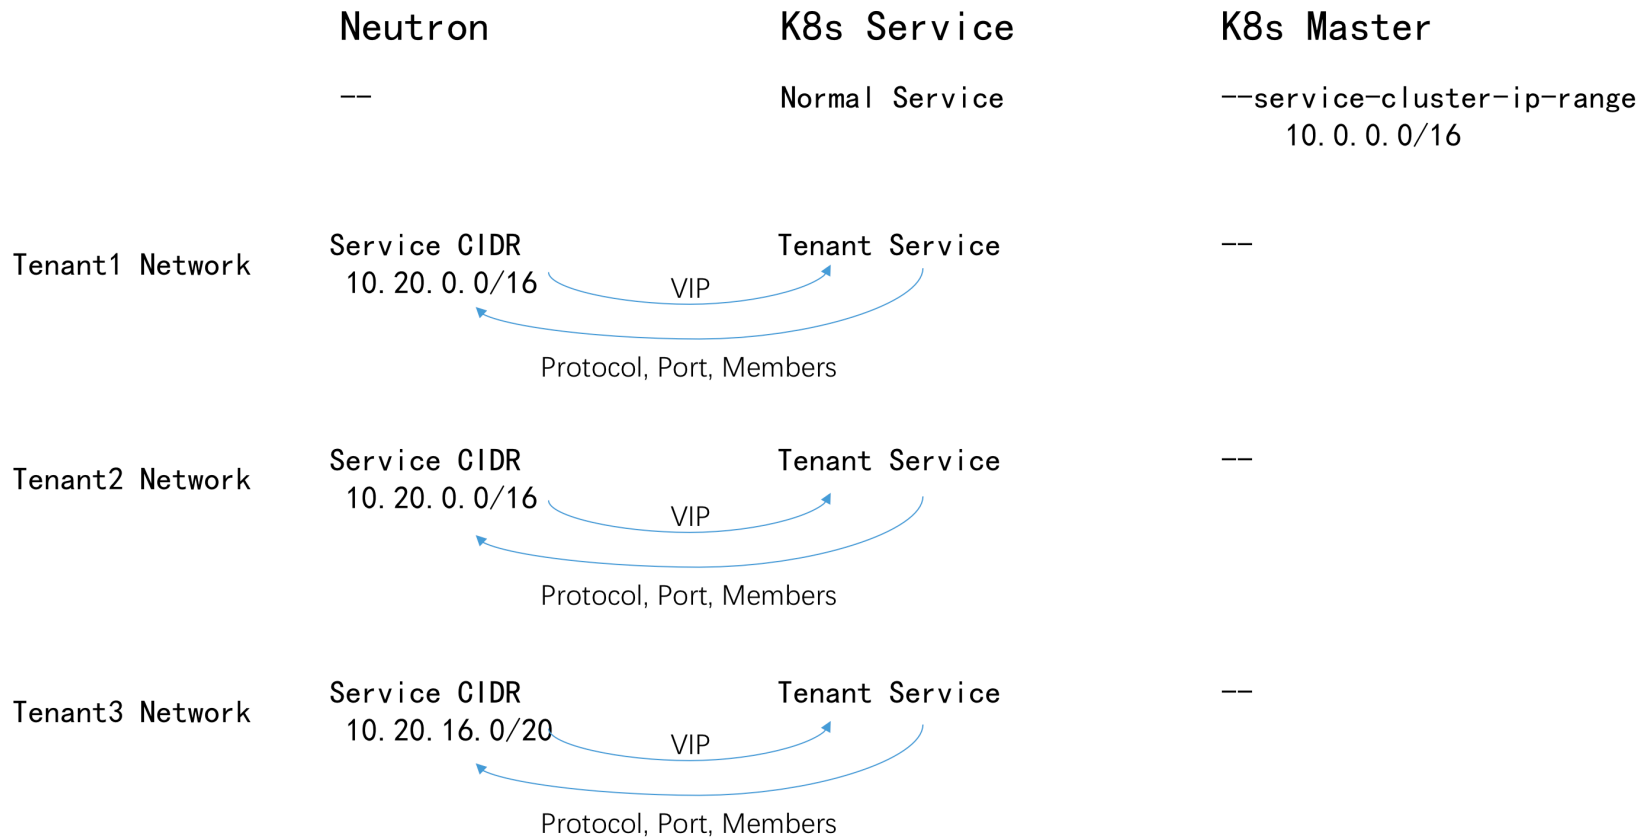 Neutron
K8s Service
K8s Master
--
Normal Service
--service-cluster-ip-range
10.0.0.0/16
Tenant1 Network
Service CIDR
10.20.0.0/16
VIP
Tenant Service
--
Protocol, Port, Members
Tenant2 Network
Service CIDR
10.20.0.0/16
VIP
Tenant Service
--
Protocol, Port, Members
Tenant3 Network
Service CIDR
10.20.16.0/20
VIP
Tenant Service
--
Protocol, Port, Members